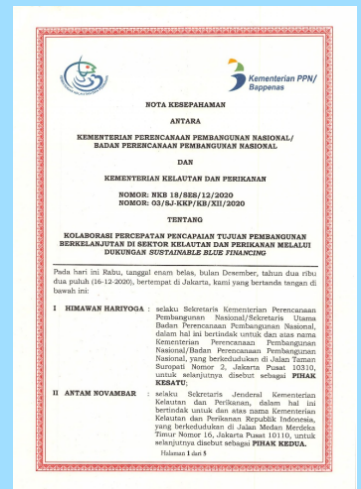 Kementerian PPN/
Bappenas
NOTA KESEPAHAMAN
ANTARA
KEMENTERIAN PERENCANAAN PEMBANGUNAN NASIONAL/
BADAN PERENCANAAN PEMBANGUNAN NASIONAL
DAN
KEMENTERIAN KELAUTAN DAN PERIKANAN
NOMOR: NKB 18/SES/12/2020
NOMOR: 03/SJ-KKP/KB/XII/2020
TENTANG
KOLABORASI PERCEPATAN PENCAPAIAN TUJUAN PEMBANGUNAN
BERKELANJUTAN DI SEKTOR KELAUTAN DAN PERIKANAN MELALUI
DUKUNGAN SUSTAINABLE BLUE FINANCING
Pada hari ini Rabu, tanggal enam belas, bulan Desember, tahun dua ribu
dua puluh (16-12-2020), bertempat di Jakarta, kami yang bertanda tangan di
bawah ini:
I HIMAWAN HARIYOGA : selaku Sekretaris Kementerian Perencanaan
Pembangunan Nasional/Sekretaris Utama
Badan Perencanaan Pembangunan Nasional,
dalam hal ini bertindak untuk dan atas nama
Kementerian Perencanaan Pembangunan
Nasional/Badan Perencanaan Pembangunan
Nasional, yang berkedudukan di Jalan Taman
Suropati Nomor 2, Jakarta Pusat 10310,
untuk selanjutnya disebut sebagai PIHAK
KESATU;
II ANTAM NOVAMBAR : selaku Sekretaris Jenderal Kementerian
Kelautan dan Perikanan, dalam hal ini
bertindak untuk dan atas nama Kementerian
Kelautan dan Perikanan Republik Indonesia,
yang berkedudukan di Jalan Medan Merdeka
Timur Nomor 16, Jakarta Pusat 10110, untuk
selanjutnya disebut sebagai PIHAK KEDUA.
Halaman 1 dari 5